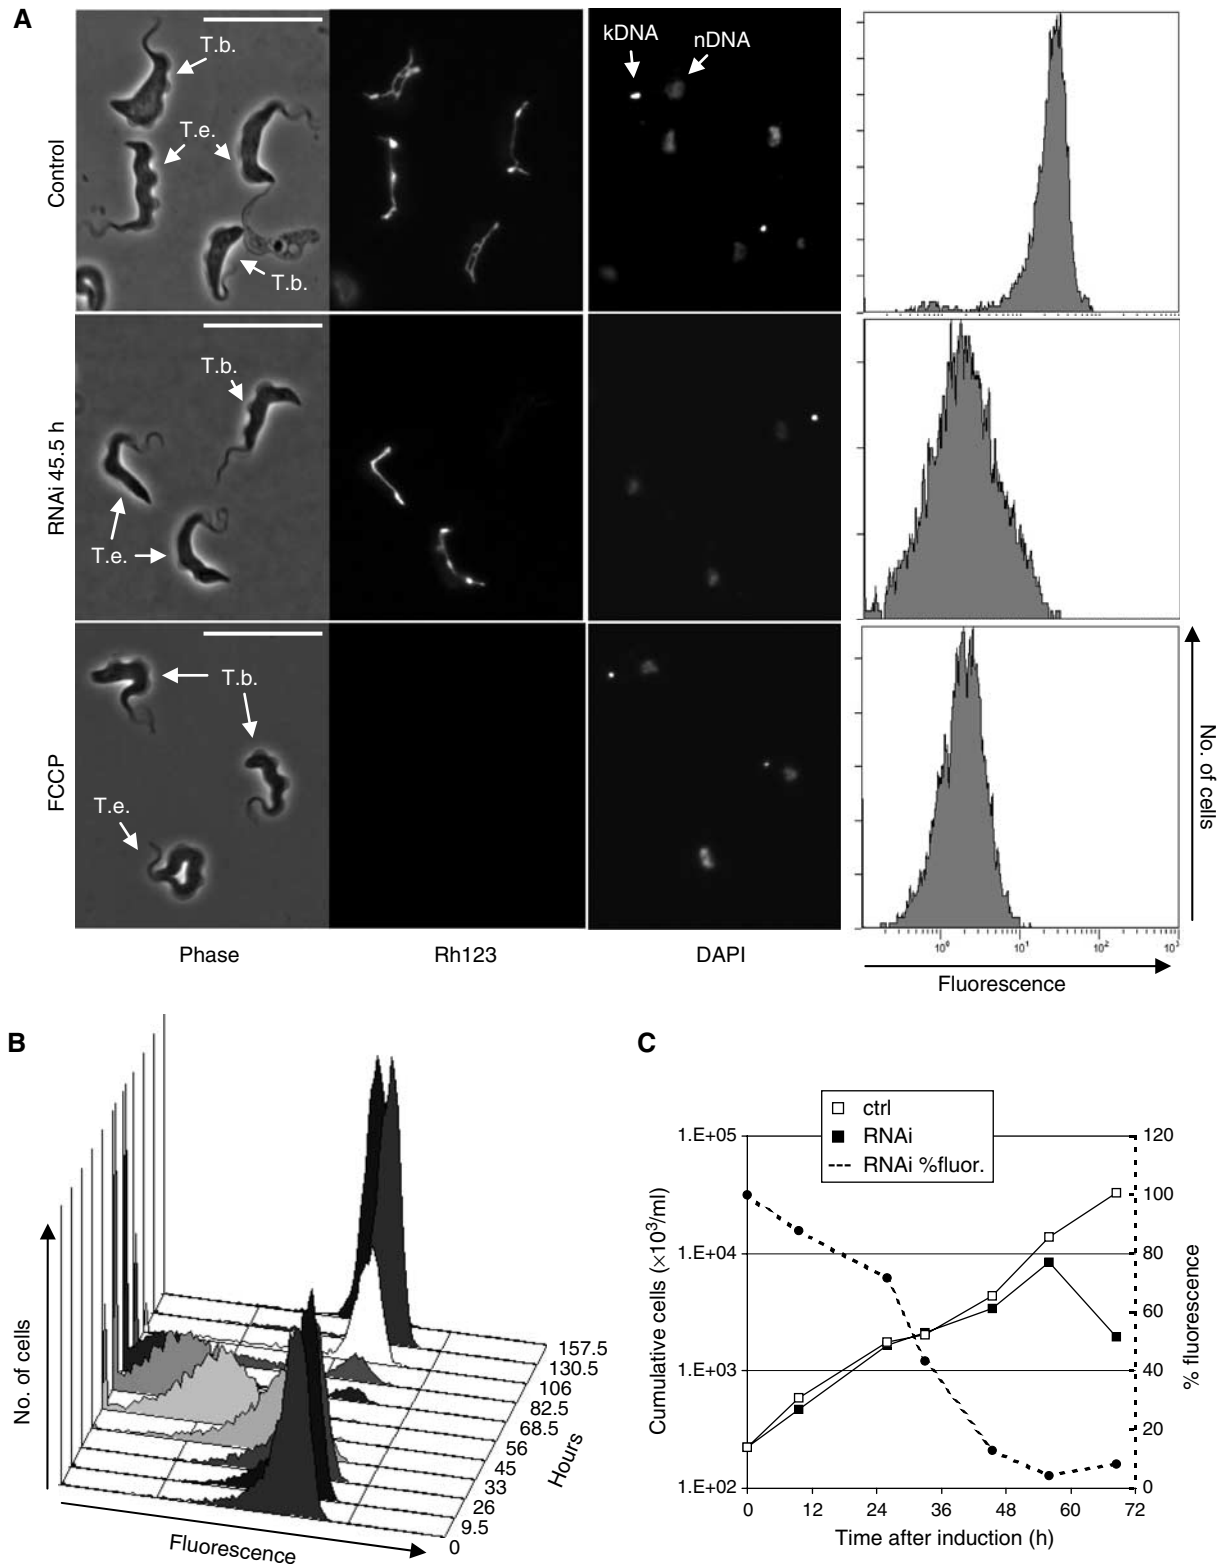 A
Control
T.b.
T.e.
T.b.
kDNA
nDNA
RNAi 45.5 h
T.b.
T.e.
FCCP
T.b.
T.e.
No. of cells
10⁰ 10¹ 10² 10³
Phase
Rh123
DAPI
Fluorescence
B
No. of cells
157.5
130.5
106
82.5
68.5
56
45
33
26
9.5
0
Hours
Fluorescence
C
ctrl
RNAi
RNAi %fluor.
Cumulative cells (×10³/ml)
1.E+05
1.E+04
1.E+03
1.E+02
120
100
80
60
40
20
0
% fluorescence
0 12 24 36 48 60 72
Time after induction (h)